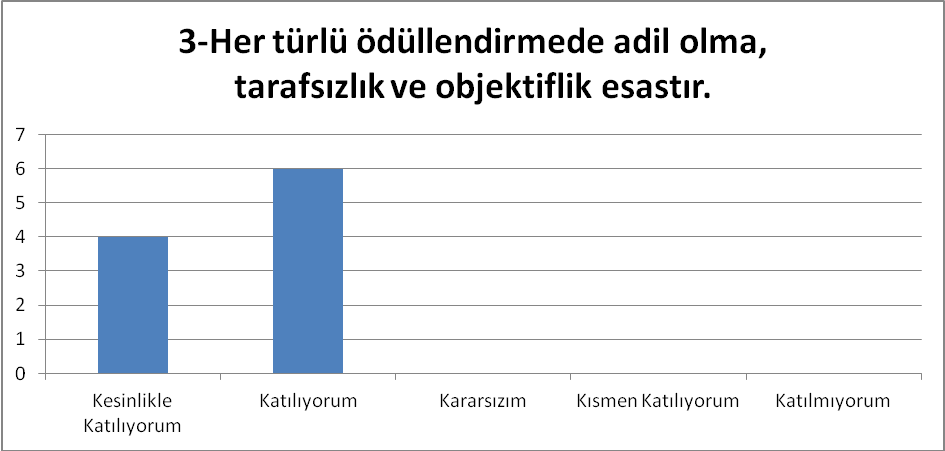 3-Her türlü ödüllendirmede adil olma,
tarafsızlık ve objektiflik esastır.
7
6
5
4
3
2
1
0
Kesinlikle
Katılıyorum
Katılıyorum
Kararsızım
Kısmen Katılıyorum
Katılmıyorum